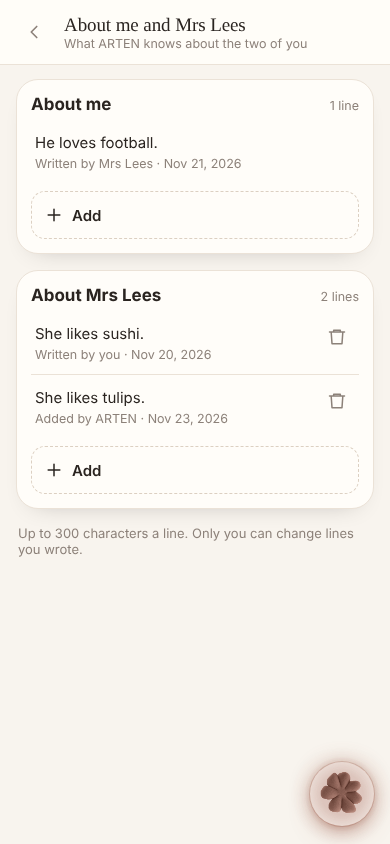 About me and Mrs Lees
What ARTEN knows about the two of you
About me
1 line
He loves football.
Written by Mrs Lees · Nov 21, 2026
Add
About Mrs Lees
2 lines
She likes sushi.
Written by you · Nov 20, 2026
She likes tulips.
Added by ARTEN · Nov 23, 2026
Add
Up to 300 characters a line. Only you can change lines
you wrote.